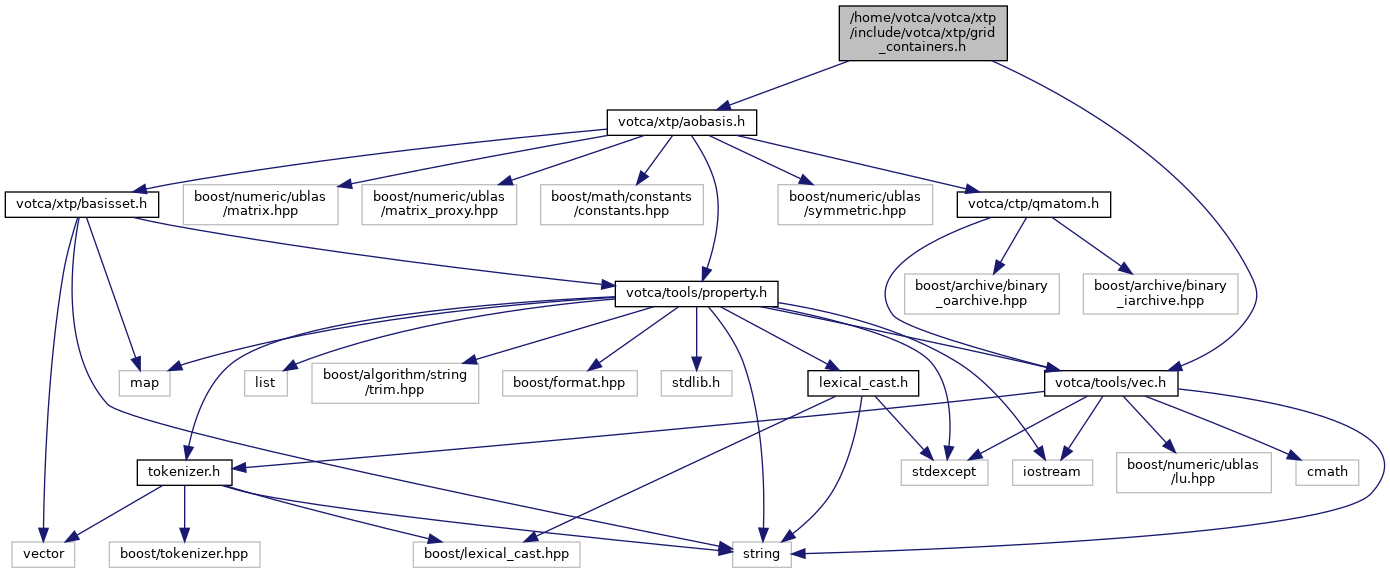 /home/votca/votca/xtp
/include/votca/xtp/grid
_containers.h
votca/xtp/aobasis.h
votca/xtp/basisset.h
boost/numeric/ublas
/matrix.hpp
boost/numeric/ublas
/matrix_proxy.hpp
boost/math/constants
/constants.hpp
boost/numeric/ublas
/symmetric.hpp
votca/ctp/qmatom.h
boost/archive/binary
_oarchive.hpp
boost/archive/binary
_iarchive.hpp
votca/tools/property.h
map
list
boost/algorithm/string
/trim.hpp
boost/format.hpp
stdlib.h
lexical_cast.h
votca/tools/vec.h
tokenizer.h
stdexcept
iostream
boost/numeric/ublas
/lu.hpp
cmath
vector
boost/tokenizer.hpp
boost/lexical_cast.hpp
string